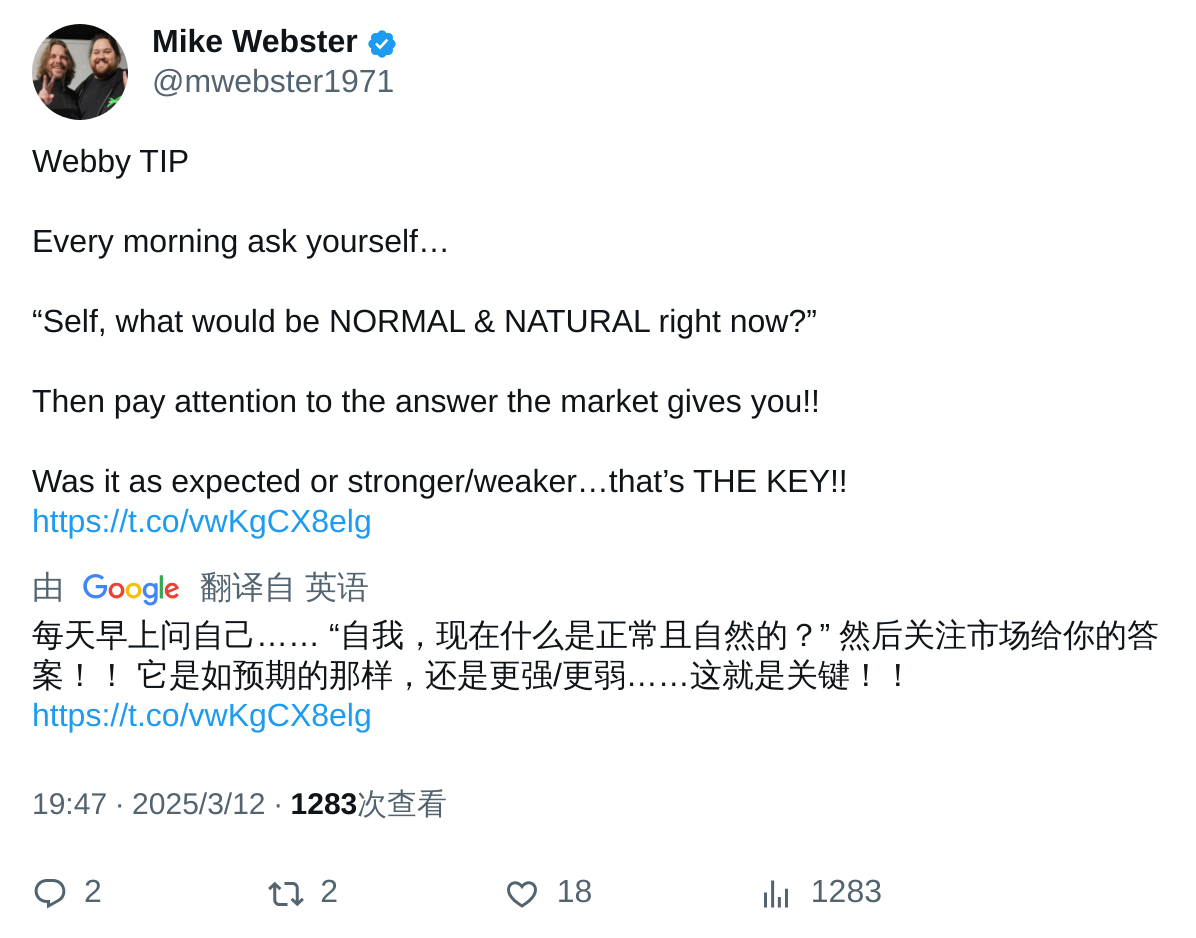 Mike Webster
@mwebster1971
Webby TIP
Every morning ask yourself…
“Self, what would be NORMAL & NATURAL right now?”
Then pay attention to the answer the market gives you!!
Was it as expected or stronger/weaker…that’s THE KEY!!
https://t.co/vwKgCX8elg
由 Google 翻译自 英语
每天早上问自己…… “自我，现在什么是正常且自然的？” 然后关注市场给你的答
案！！ 它是如预期的那样，还是更强/更弱……这就是关键！！
https://t.co/vwKgCX8elg
19:47 · 2025/3/12 · 1283次查看
2 2 18 1283